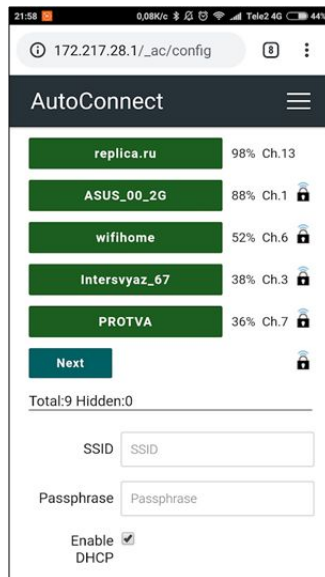 21:58 0,08K/c Tele2 4G 44%
172.217.28.1/_ac/config 8
AutoConnect
replica.ru 98% Ch.13
ASUS_00_2G 88% Ch.1
wifihome 52% Ch.6
Intersvyaz_67 38% Ch.3
PROTVA 36% Ch.7
Next
Total:9 Hidden:0
SSID SSID
Passphrase Passphrase
Enable
DHCP